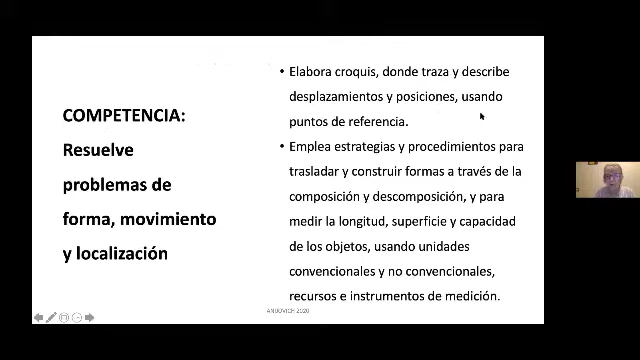 COMPETENCIA:
Resuelve
problemas de
forma, movimiento
y localización
• Elabora croquis, donde traza y describe
desplazamientos y posiciones, usando
puntos de referencia.
• Emplea estrategias y procedimientos para
trasladar y construir formas a través de la
composición y descomposición, y para
medir la longitud, superficie y capacidad
de los objetos, usando unidades
convencionales y no convencionales,
recursos e instrumentos de medición.
ANUOVICH 2020